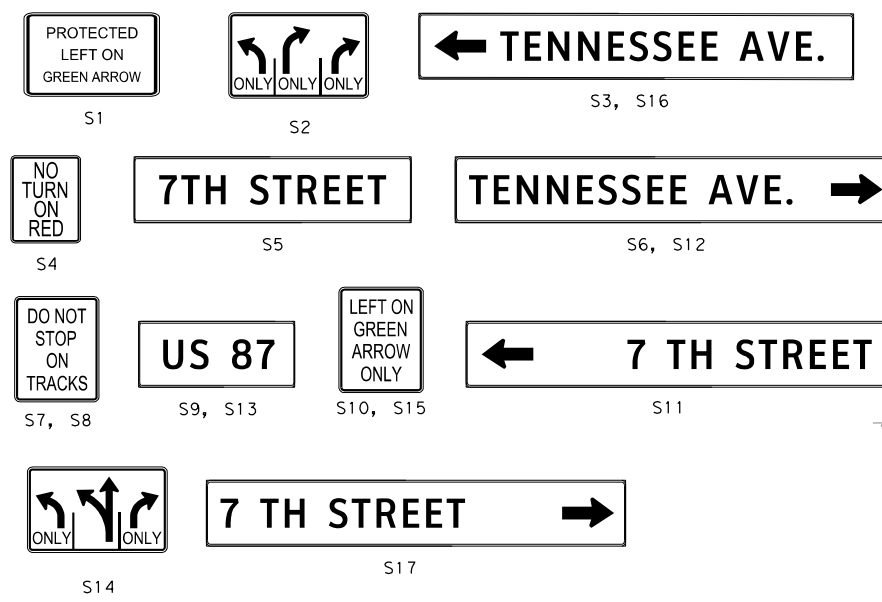 PROTECTED
LEFT ON
GREEN ARROW
S1
ONLY ONLY ONLY
S2
TENNESSEE AVE.
S3, S16
NO
TURN
ON
RED
S4
7TH STREET
S5
TENNESSEE AVE.
S6, S12
DO NOT
STOP
ON
TRACKS
S7, S8
US 87
S9, S13
LEFT ON
GREEN
ARROW
ONLY
S10, S15
7 TH STREET
S11
ONLY ONLY
S14
7 TH STREET
S17